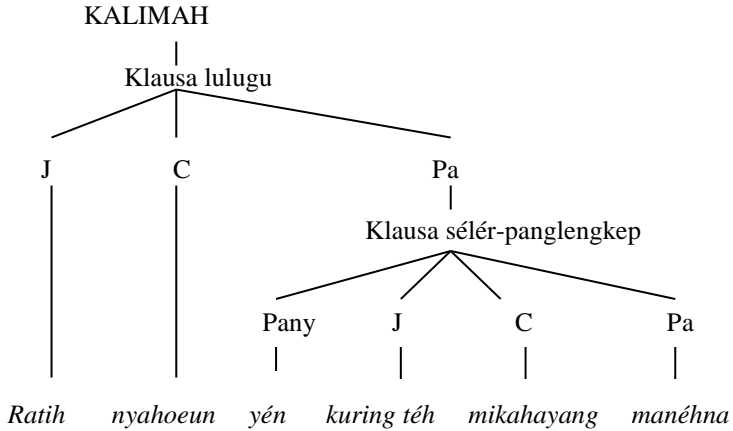 KALIMAH
Klausa lulugu
J C Pa
Klausa sélér-panglengkep
Pany J C Pa
Ratih nyahoeun yén kuring téh mikahayang manéhna